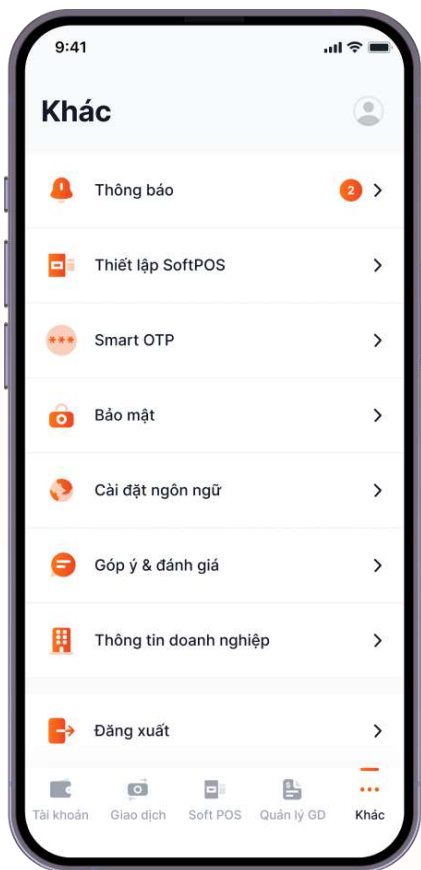 9:41
Khác
Thông báo
2
Thiết lập SoftPOS
Smart OTP
Bảo mật
Cài đặt ngôn ngữ
Góp ý & đánh giá
Thông tin doanh nghiệp
Đăng xuất
Tài khoản Giao dịch Soft POS Quản lý GD Khác